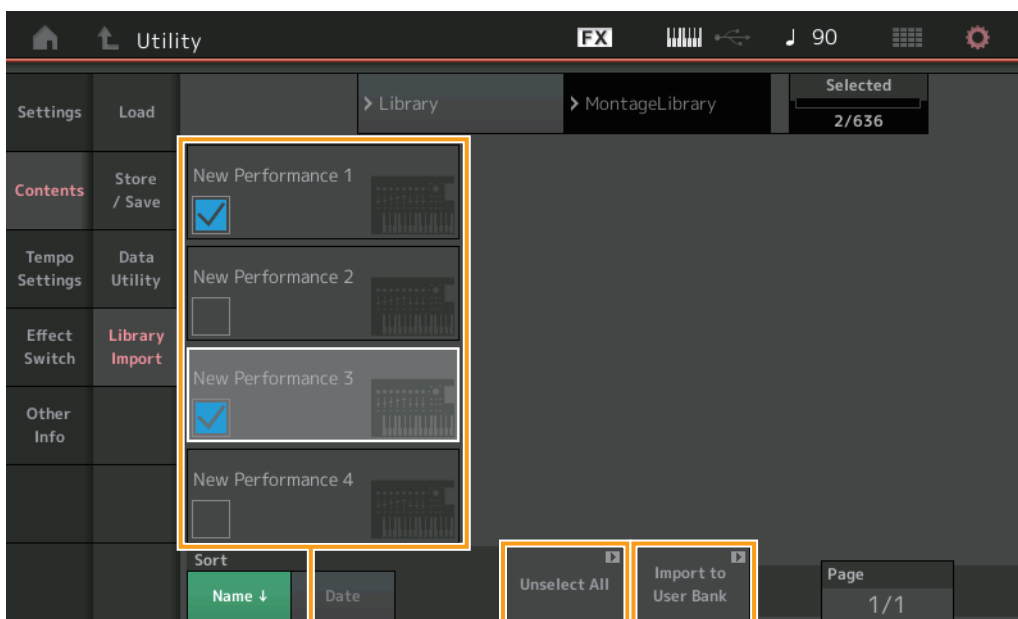 Utility
FX
♩ 90
Settings
Load
> Library
> MontageLibrary
Selected
2/636
Contents
Store
/ Save
New Performance 1
Tempo
Settings
Data
Utility
New Performance 2
Effect
Switch
Library
Import
New Performance 3
Other
Info
New Performance 4
Sort
Name ↓
Date
Unselect All
Import to
User Bank
Page
1/1